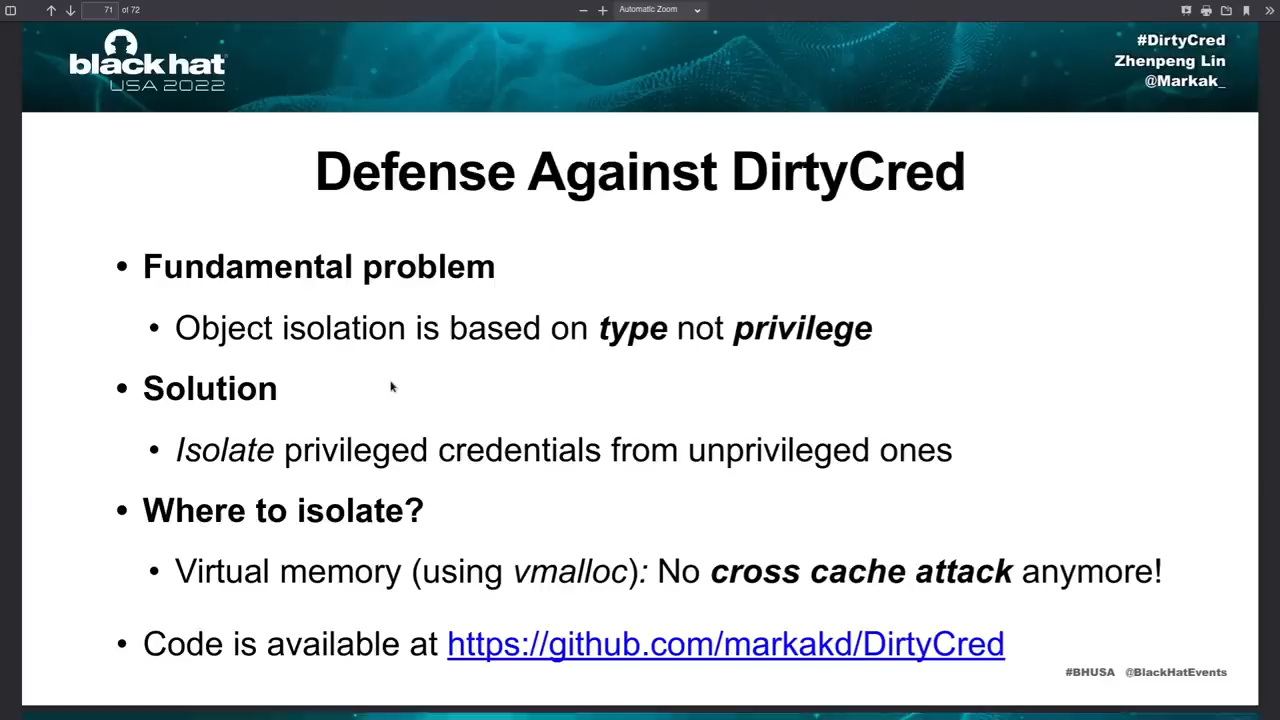 71 of 72
Automatic Zoom
black hat
USA 2022
#DirtyCred
Zhenpeng Lin
@Markak_
Defense Against DirtyCred
• Fundamental problem
• Object isolation is based on type not privilege
• Solution
• Isolate privileged credentials from unprivileged ones
• Where to isolate?
• Virtual memory (using vmalloc): No cross cache attack anymore!
• Code is available at https://github.com/markakd/DirtyCred
#BHUSA @BlackHatEvents